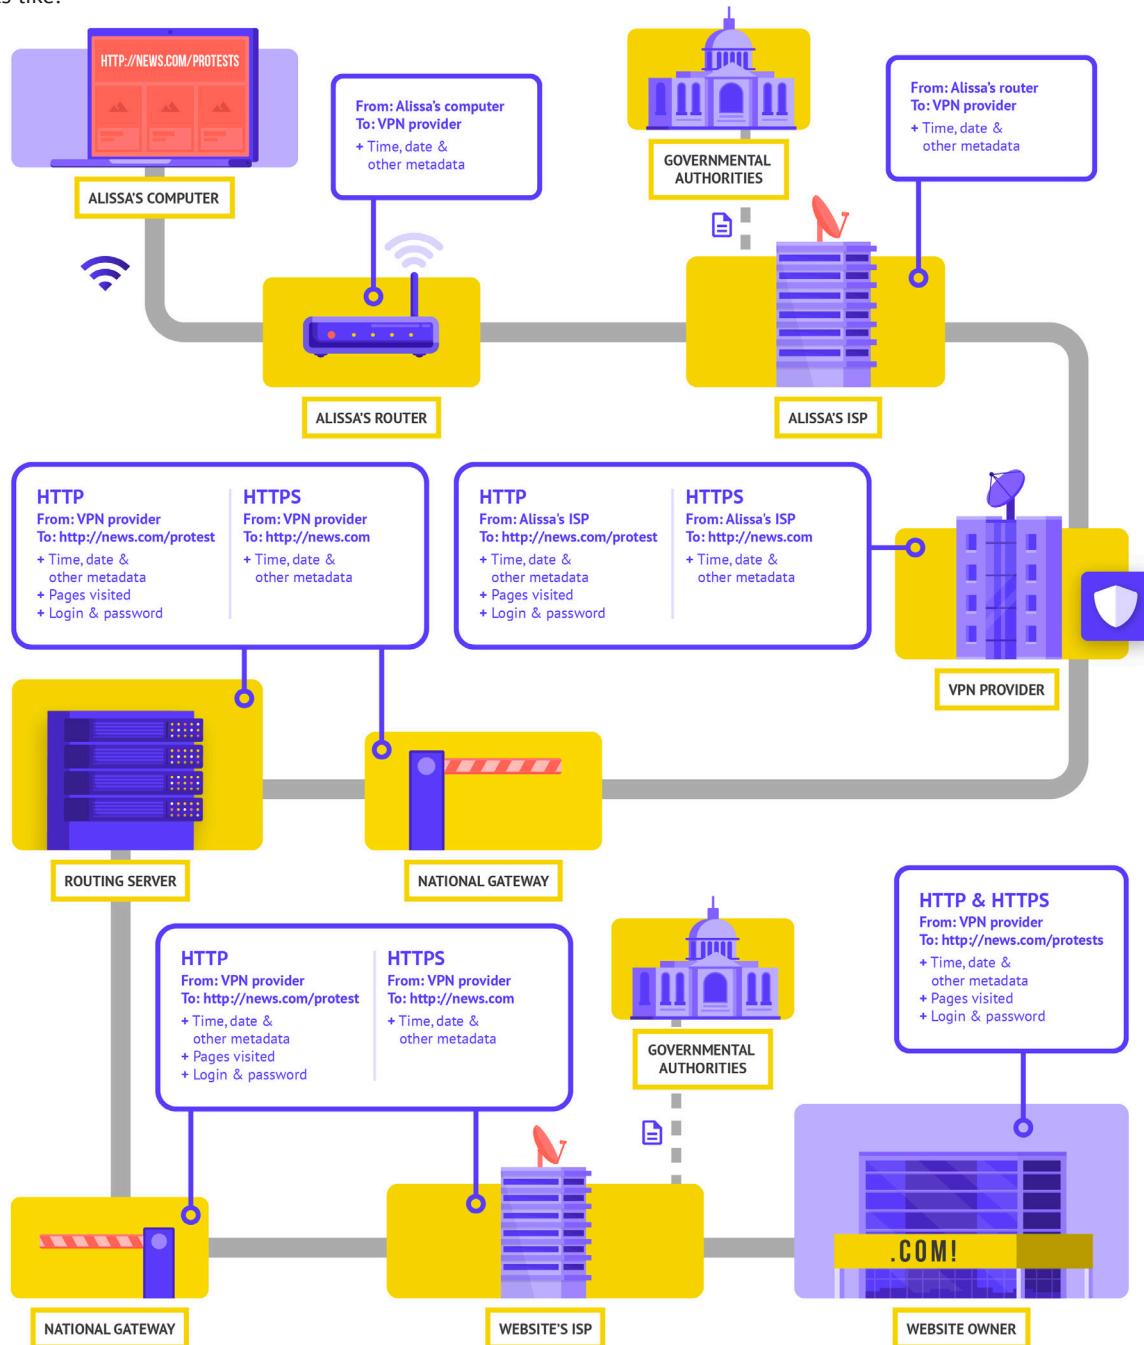 s like?
HTTP://NEWS.COM/PROTESTS
ALISSA'S COMPUTER
From: Alissa's computer
To: VPN provider
+ Time, date &
other metadata
ALISSA'S ROUTER
GOVERNMENTAL
AUTHORITIES
From: Alissa's router
To: VPN provider
+ Time, date &
other metadata
ALISSA'S ISP
HTTP
From: VPN provider
To: http://news.com/protest
+ Time, date &
other metadata
+ Pages visited
+ Login & password
HTTPS
From: VPN provider
To: http://news.com
+ Time, date &
other metadata
HTTP
From: Alissa's ISP
To: http://news.com/protest
+ Time, date &
other metadata
+ Pages visited
+ Login & password
HTTPS
From: Alissa's ISP
To: http://news.com
+ Time, date &
other metadata
VPN PROVIDER
ROUTING SERVER
NATIONAL GATEWAY
HTTP
From: VPN provider
To: http://news.com/protest
+ Time, date &
other metadata
+ Pages visited
+ Login & password
HTTPS
From: VPN provider
To: http://news.com
+ Time, date &
other metadata
GOVERNMENTAL
AUTHORITIES
HTTP & HTTPS
From: VPN provider
To: http://news.com/protests
+ Time, date &
other metadata
+ Pages visited
+ Login & password
.COM!
NATIONAL GATEWAY
WEBSITE'S ISP
WEBSITE OWNER